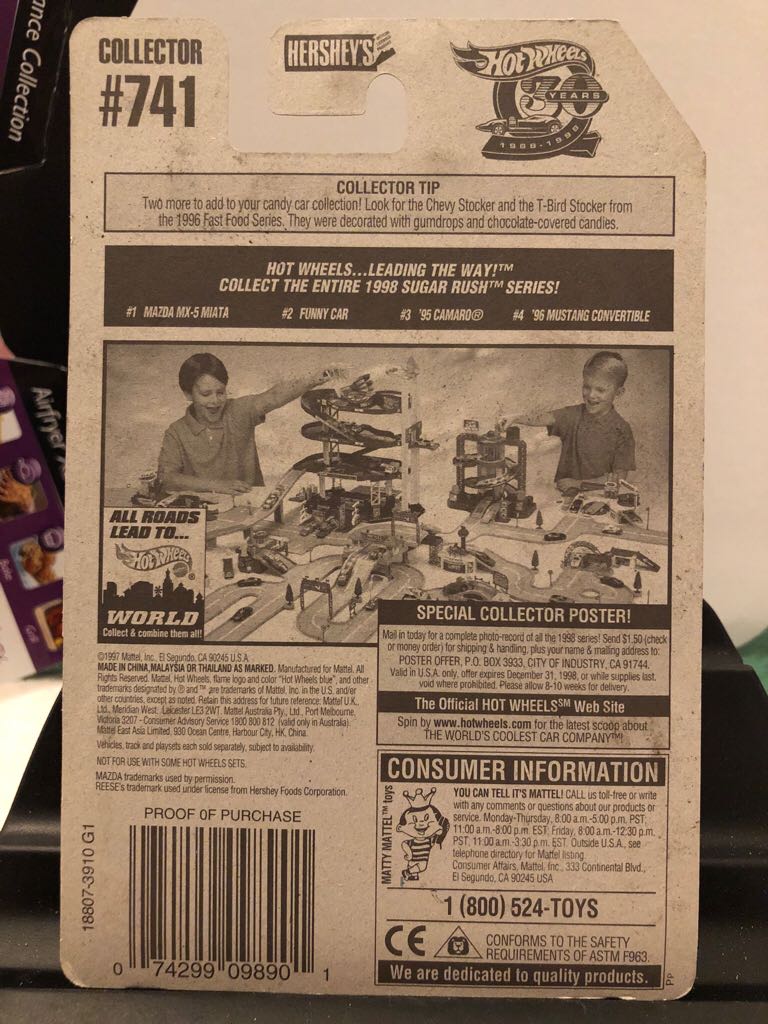 nce Collection
Airfrye
COLLECTOR
#741
HERSHEY'S
HOT WHEELS
30
YEARS
1968-1998
COLLECTOR TIP
Two more to add to your candy car collection! Look for the Chevy Stocker and the T-Bird Stocker from
the 1996 Fast Food Series. They were decorated with gumdrops and chocolate-covered candies.
HOT WHEELS...LEADING THE WAY!™
COLLECT THE ENTIRE 1998 SUGAR RUSH™ SERIES!
#1 MAZDA MX-5 MIATA #2 FUNNY CAR #3 '95 CAMARO® #4 '96 MUSTANG CONVERTIBLE
ALL ROADS
LEAD TO...
Hot Wheels®
WORLD
Collect & combine them all!
SPECIAL COLLECTOR POSTER!
Mail in today for a complete photo-record of all the 1998 series! Send $1.50 (check
or money order) for shipping & handling, plus your name & mailing address to:
POSTER OFFER, P.O. BOX 3933, CITY OF INDUSTRY, CA 91744.
Valid in U.S.A. only, offer expires December 31, 1998, or while supplies last,
void where prohibited. Please allow 8-10 weeks for delivery.
The Official HOT WHEELS℠ Web Site
Spin by www.hotwheels.com for the latest scoop about
THE WORLD'S COOLEST CAR COMPANY™!
©1997 Mattel, Inc., El Segundo, CA 90245 U.S.A.
MADE IN CHINA, MALAYSIA OR THAILAND AS MARKED. Manufactured for Mattel. All
Rights Reserved. Mattel, Hot Wheels, flame logo and color "Hot Wheels blue", and other
trademarks designated by ® and ™ are trademarks of Mattel, Inc. in the U.S. and/or
other countries, except as noted. Retain this address for future reference: Mattel U.K.,
Ltd., Meridian West, Leicester LE3 2WT. Mattel Australia Pty., Ltd., Port Melbourne,
Victoria 3207 - Consumer Advisory Service 1800 800 812 (valid only in Australia).
Mattel East Asia Limited, 930 Ocean Centre, Harbour City, HK, China.
Vehicles, track and playsets each sold separately, subject to availability.
NOT FOR USE WITH SOME HOT WHEELS SETS.
MAZDA trademarks used by permission.
REESE's trademark used under license from Hershey Foods Corporation.
PROOF OF PURCHASE
0 74299 09890 1
18807-3910 G1
CONSUMER INFORMATION
MATTY MATTEL™ toys
YOU CAN TELL IT'S MATTEL! CALL us toll-free or write
with any comments or questions about our products or
service. Monday-Thursday, 8:00 a.m.-5:00 p.m. PST;
11:00 a.m.-8:00 p.m. EST; Friday, 8:00 a.m.-12:30 p.m.
PST; 11:00 a.m.-3:30 p.m. EST. Outside U.S.A., see
telephone directory for Mattel listing.
Consumer Affairs, Mattel, Inc., 333 Continental Blvd.,
El Segundo, CA 90245 USA
1 (800) 524-TOYS
CE
CONFORMS TO THE SAFETY
REQUIREMENTS OF ASTM F963.
We are dedicated to quality products.
PP